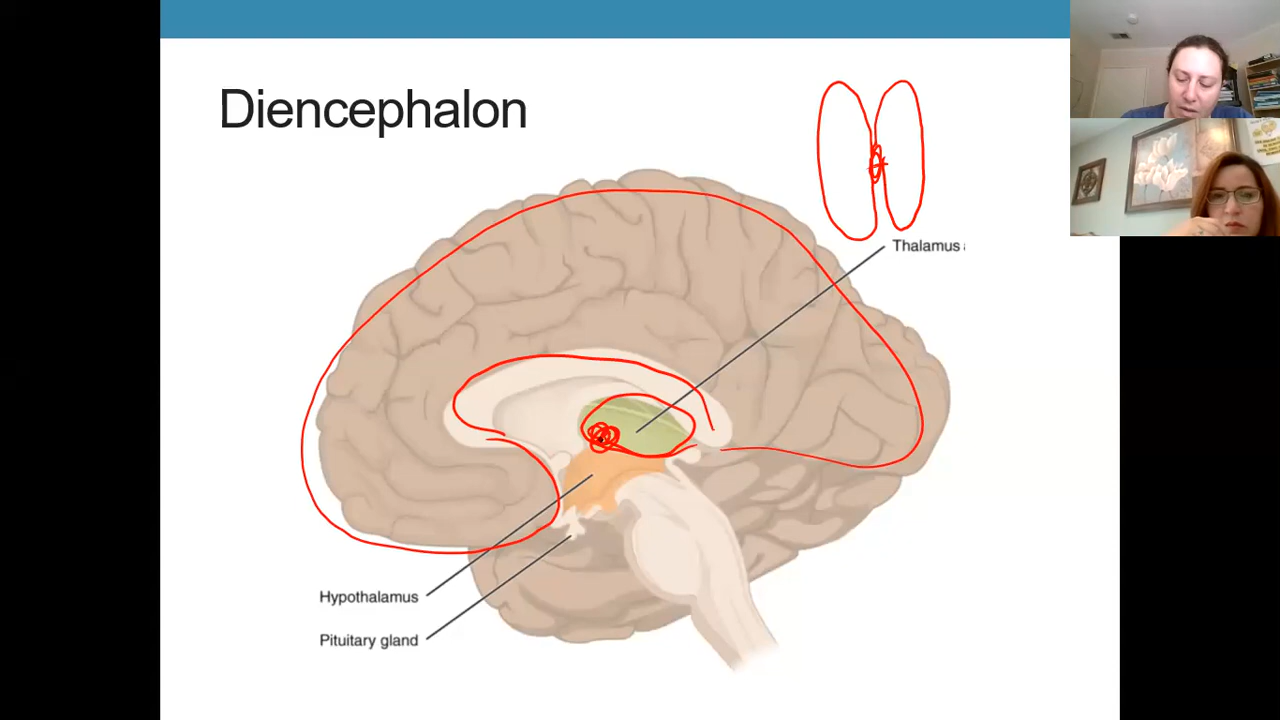 Diencephalon
Thalamus
Hypothalamus
Pituitary gland